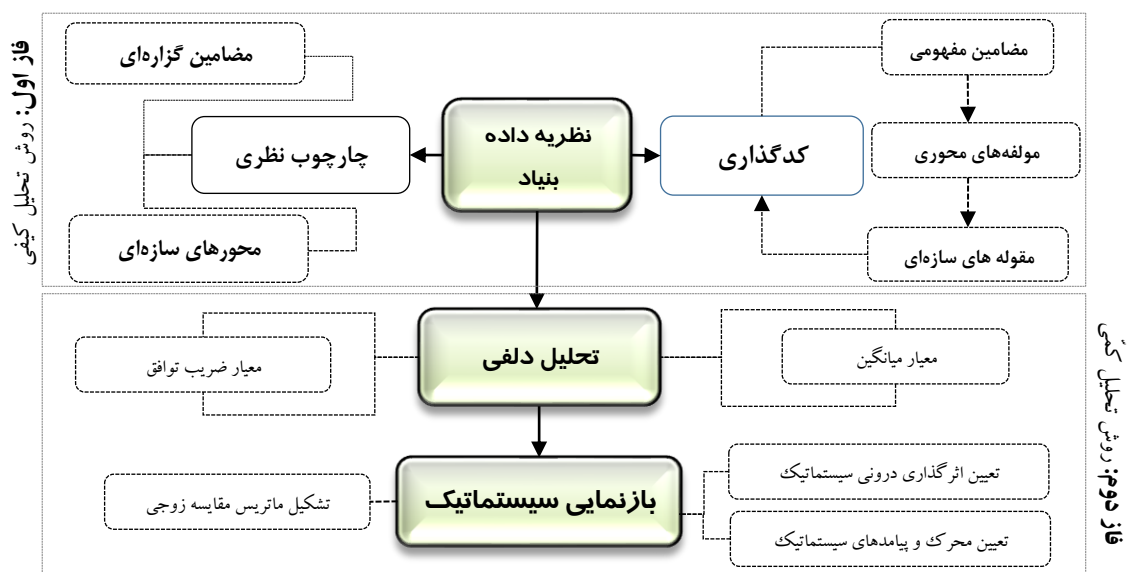 فاز اول: روش تحلیل کیفی
مضامین مفهومی
مولفه‌های محوری
مقوله های سازه‌ای
کدگذاری
نظریه داده
بنیاد
چارچوب نظری
مضامین گزاره‌ای
محورهای سازه‌ای
فاز دوم: روش تحلیل کمّی
معیار میانگین
تحلیل دلفی
معیار ضریب توافق
تعیین اثرگذاری درونی سیستماتیک
تعیین محرک و پیامدهای سیستماتیک
بازنمایی سیستماتیک
تشکیل ماتریس مقایسه زوجی